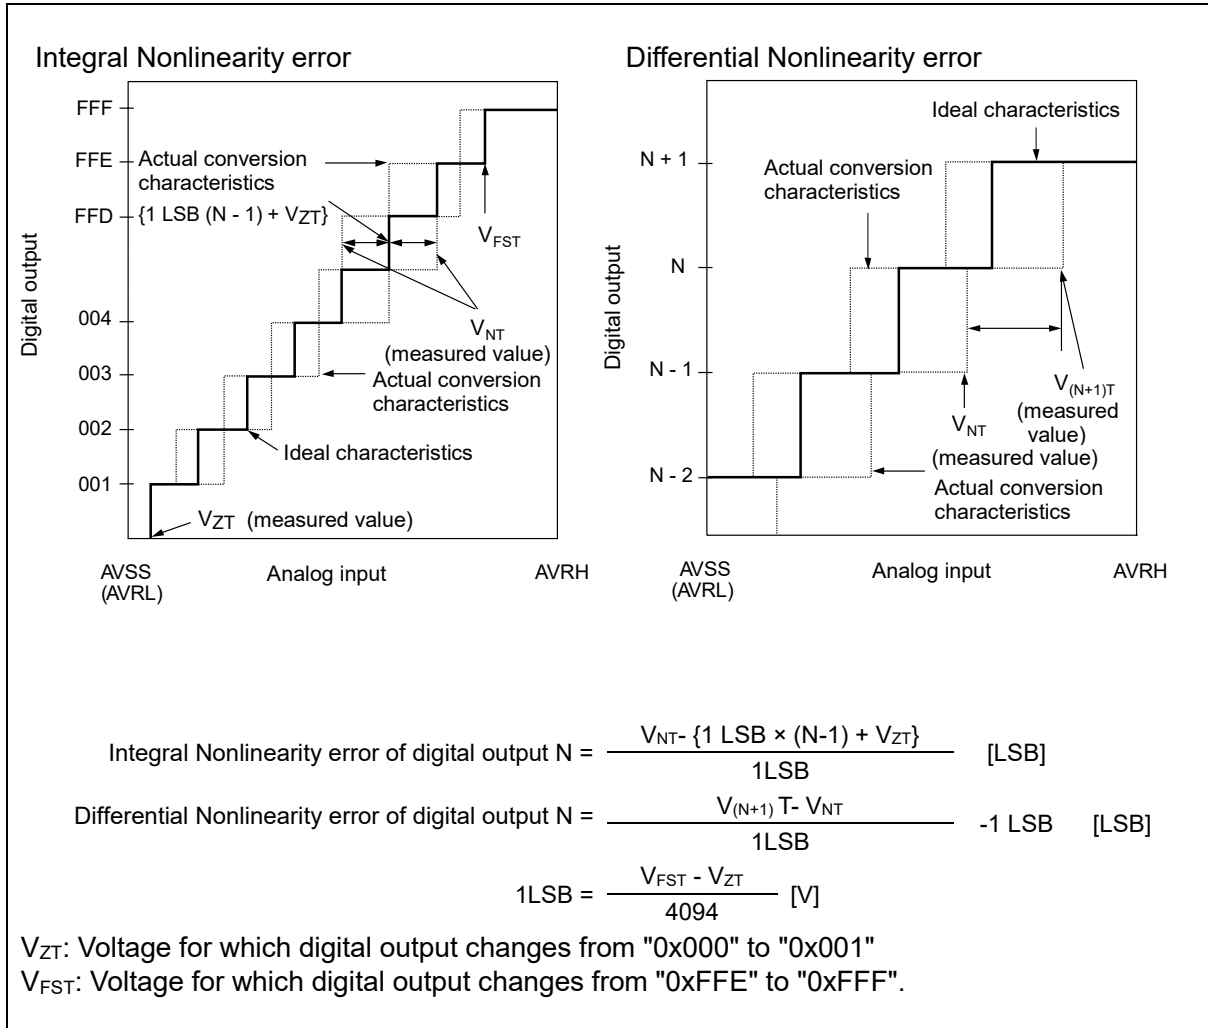 Integral Nonlinearity error
FFF
FFE
FFD
004
003
002
001
Digital output
Actual conversion
characteristics
{1 LSB (N - 1) + VZT}
VFST
VNT
(measured value)
Actual conversion
characteristics
Ideal characteristics
VZT (measured value)
AVSS
(AVRL)
Analog input
AVRH
Differential Nonlinearity error
N + 1
N
N - 1
N - 2
Digital output
Ideal characteristics
Actual conversion
characteristics
V(N+1)T
(measured
value)
VNT
(measured value)
Actual conversion
characteristics
AVSS
(AVRL)
Analog input
AVRH
Integral Nonlinearity error of digital output N =
VNT- {1 LSB × (N-1) + VZT}
1LSB
[LSB]
Differential Nonlinearity error of digital output N =
V(N+1) T- VNT
1LSB
-1 LSB [LSB]
1LSB =
VFST - VZT
4094
[V]
VZT: Voltage for which digital output changes from "0x000" to "0x001"
VFST: Voltage for which digital output changes from "0xFFE" to "0xFFF".